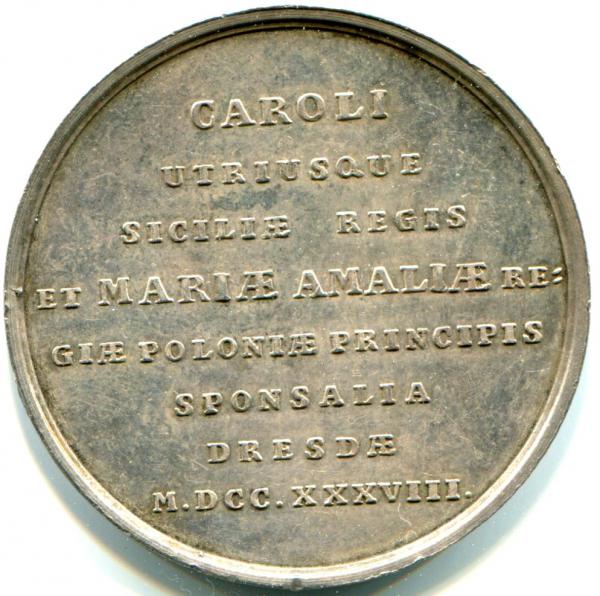 CAROLI
UTRIUSQUE
SICILIÆ REGIS
ET MARIÆ AMALIÆ RE:
GIÆ POLONIÆ PRINCIPIS
SPONSALIA
DRESDÆ
M.DCC.XXXVIII.